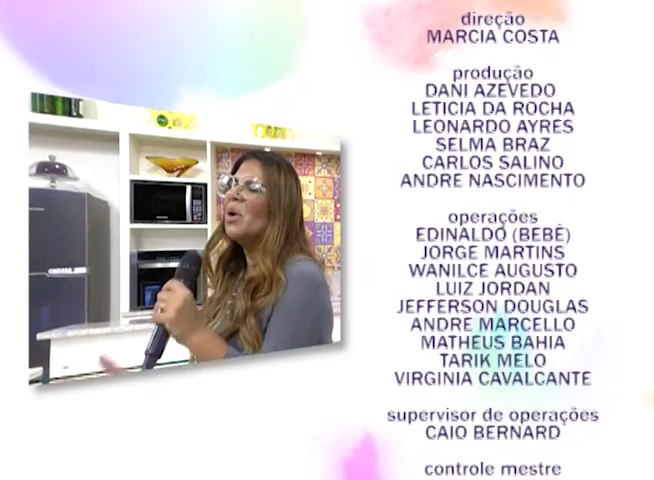 direção
MARCIA COSTA
produção
DANI AZEVEDO
LETICIA DA ROCHA
LEONARDO AYRES
SELMA BRAZ
CARLOS SALINO
ANDRE NASCIMENTO
operações
EDINALDO (BEBÊ)
JORGE MARTINS
WANILCE AUGUSTO
LUIZ JORDAN
JEFFERSON DOUGLAS
ANDRE MARCELLO
MATHEUS BAHIA
TARIK MELO
VIRGINIA CAVALCANTE
supervisor de operações
CAIO BERNARD
controle mestre